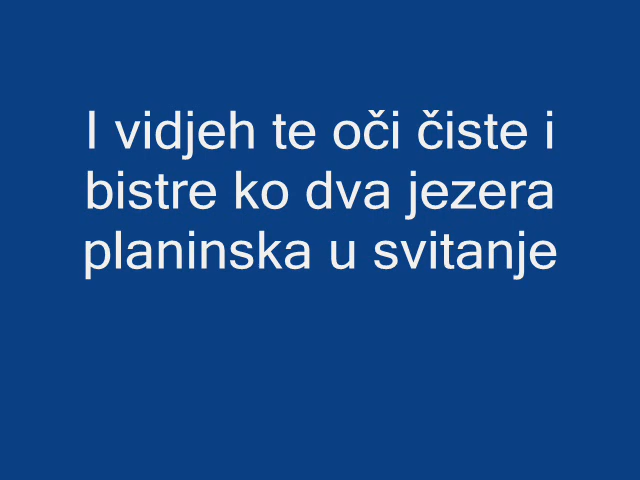 I vidjeh te oči čiste i
bistre ko dva jezera
planinska u svitanje